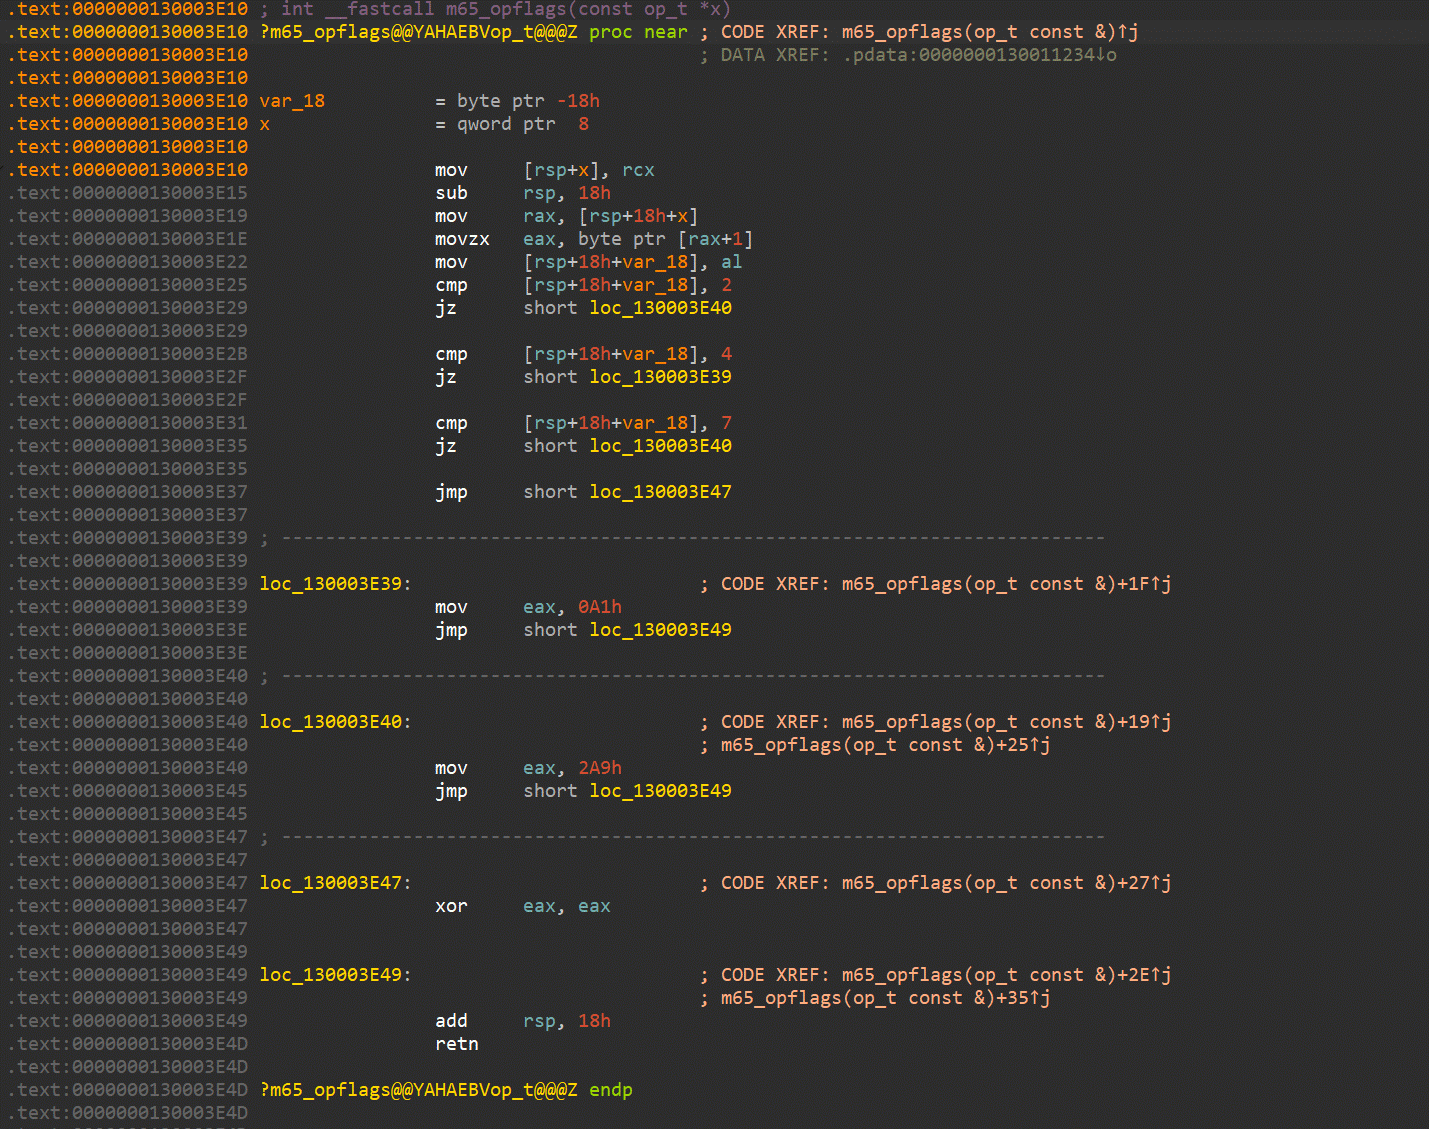 .text:0000000130003E10 ; int __fastcall m65_opflags(const op_t *x)
.text:0000000130003E10 ?m65_opflags@@YAHAEBVop_t@@@Z proc near ; CODE XREF: m65_opflags(op_t const &)↑j
.text:0000000130003E10 ; DATA XREF: .pdata:0000000130011234↓o
.text:0000000130003E10
.text:0000000130003E10 var_18 = byte ptr -18h
.text:0000000130003E10 x = qword ptr 8
.text:0000000130003E10
.text:0000000130003E10 mov [rsp+x], rcx
.text:0000000130003E15 sub rsp, 18h
.text:0000000130003E19 mov rax, [rsp+18h+x]
.text:0000000130003E1E movzx eax, byte ptr [rax+1]
.text:0000000130003E22 mov [rsp+18h+var_18], al
.text:0000000130003E25 cmp [rsp+18h+var_18], 2
.text:0000000130003E29 jz short loc_130003E40
.text:0000000130003E29
.text:0000000130003E2B cmp [rsp+18h+var_18], 4
.text:0000000130003E2F jz short loc_130003E39
.text:0000000130003E2F
.text:0000000130003E31 cmp [rsp+18h+var_18], 7
.text:0000000130003E35 jz short loc_130003E40
.text:0000000130003E35
.text:0000000130003E37 jmp short loc_130003E47
.text:0000000130003E37
.text:0000000130003E39 ; ---------------------------------------------------------------------------
.text:0000000130003E39
.text:0000000130003E39 loc_130003E39: ; CODE XREF: m65_opflags(op_t const &)+1F↑j
.text:0000000130003E39 mov eax, 0A1h
.text:0000000130003E3E jmp short loc_130003E49
.text:0000000130003E3E
.text:0000000130003E40 ; ---------------------------------------------------------------------------
.text:0000000130003E40
.text:0000000130003E40 loc_130003E40: ; CODE XREF: m65_opflags(op_t const &)+19↑j
.text:0000000130003E40 ; m65_opflags(op_t const &)+25↑j
.text:0000000130003E40 mov eax, 2A9h
.text:0000000130003E45 jmp short loc_130003E49
.text:0000000130003E45
.text:0000000130003E47 ; ---------------------------------------------------------------------------
.text:0000000130003E47
.text:0000000130003E47 loc_130003E47: ; CODE XREF: m65_opflags(op_t const &)+27↑j
.text:0000000130003E47 xor eax, eax
.text:0000000130003E47
.text:0000000130003E49
.text:0000000130003E49 loc_130003E49: ; CODE XREF: m65_opflags(op_t const &)+2E↑j
.text:0000000130003E49 ; m65_opflags(op_t const &)+35↑j
.text:0000000130003E49 add rsp, 18h
.text:0000000130003E4D retn
.text:0000000130003E4D
.text:0000000130003E4D ?m65_opflags@@YAHAEBVop_t@@@Z endp
.text:0000000130003E4D